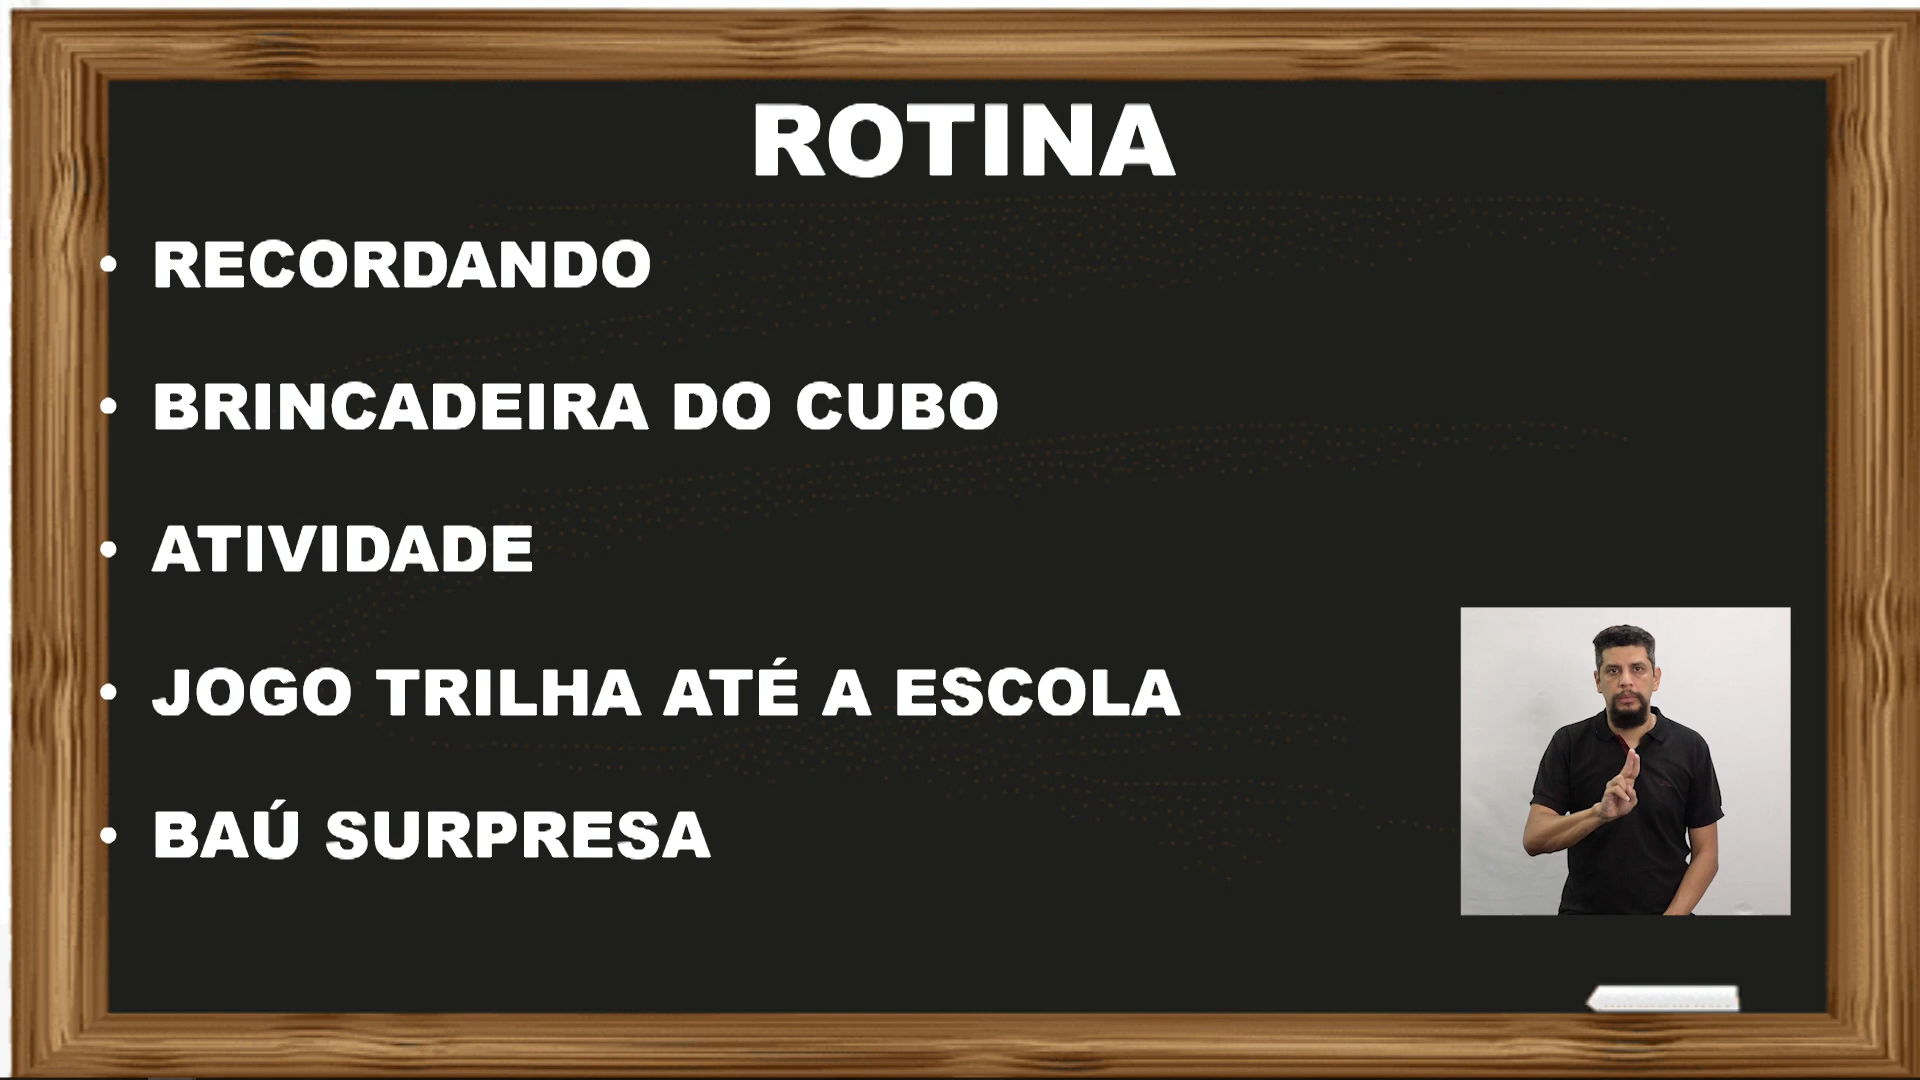 ROTINA
• RECORDANDO
• BRINCADEIRA DO CUBO
• ATIVIDADE
• JOGO TRILHA ATÉ A ESCOLA
• BAÚ SURPRESA